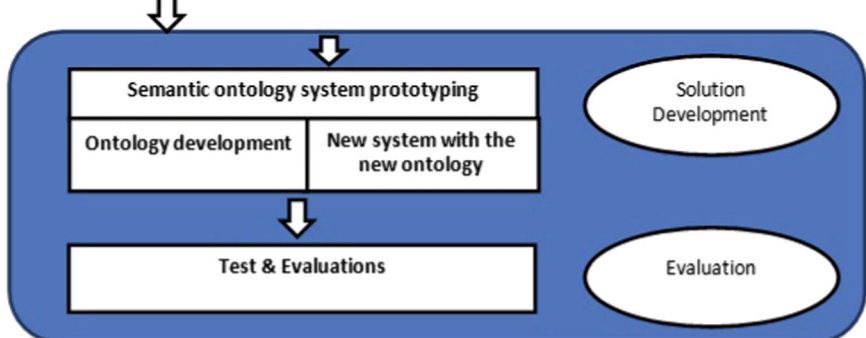 Semantic ontology system prototyping
Solution
Development
Ontology development
New system with the
new ontology
Test & Evaluations
Evaluation